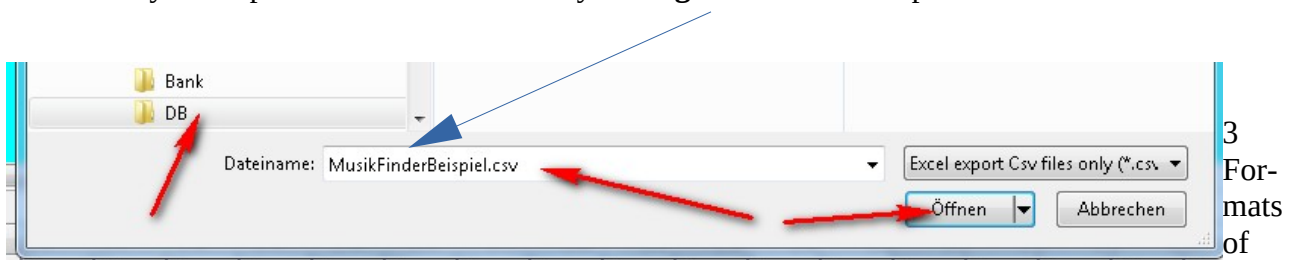 Bank
DB
Dateiname: MusikFinderBeispiel.csv Excel export Csv files only (*.csv
Öffnen Abbrechen
3
For-
mats
of